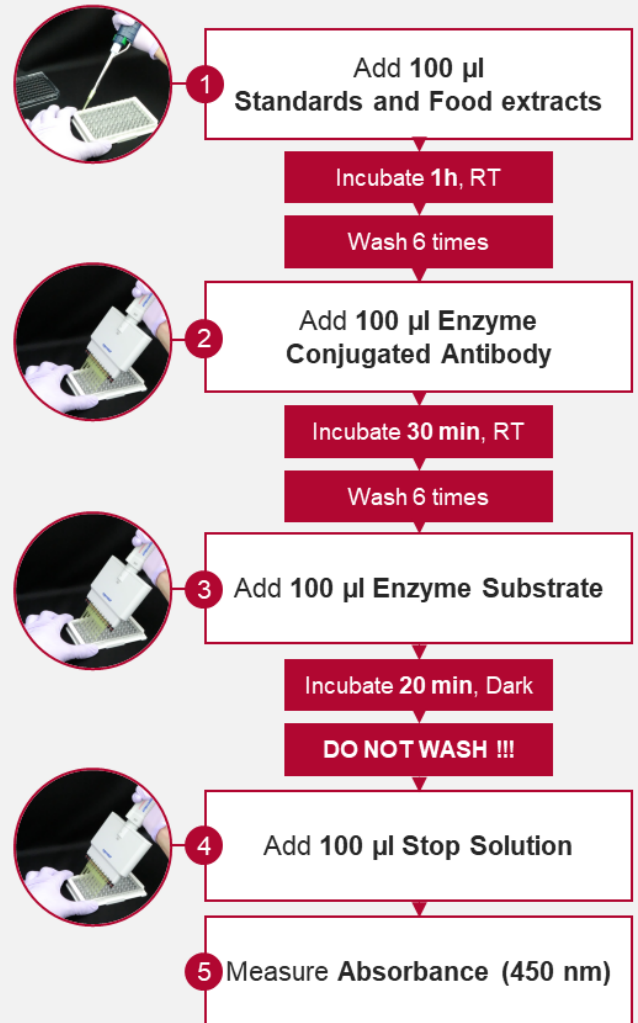 1
Add 100 µl
Standards and Food extracts
Incubate 1h, RT
Wash 6 times
2
Add 100 µl Enzyme
Conjugated Antibody
Incubate 30 min, RT
Wash 6 times
3
Add 100 µl Enzyme Substrate
Incubate 20 min, Dark
DO NOT WASH !!!
4
Add 100 µl Stop Solution
5
Measure Absorbance (450 nm)